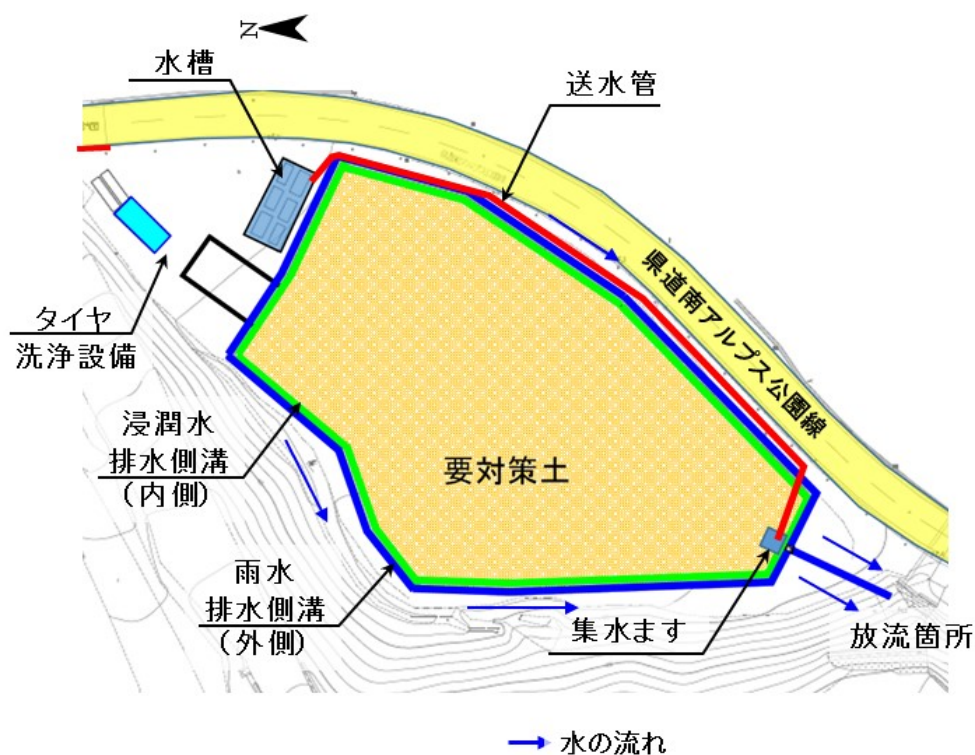 N
水槽
送水管
県道南アルプス公園線
タイヤ
洗浄設備
浸潤水
排水側溝
(内側)
要対策土
雨水
排水側溝
(外側)
集水ます
放流箇所
水の流れ